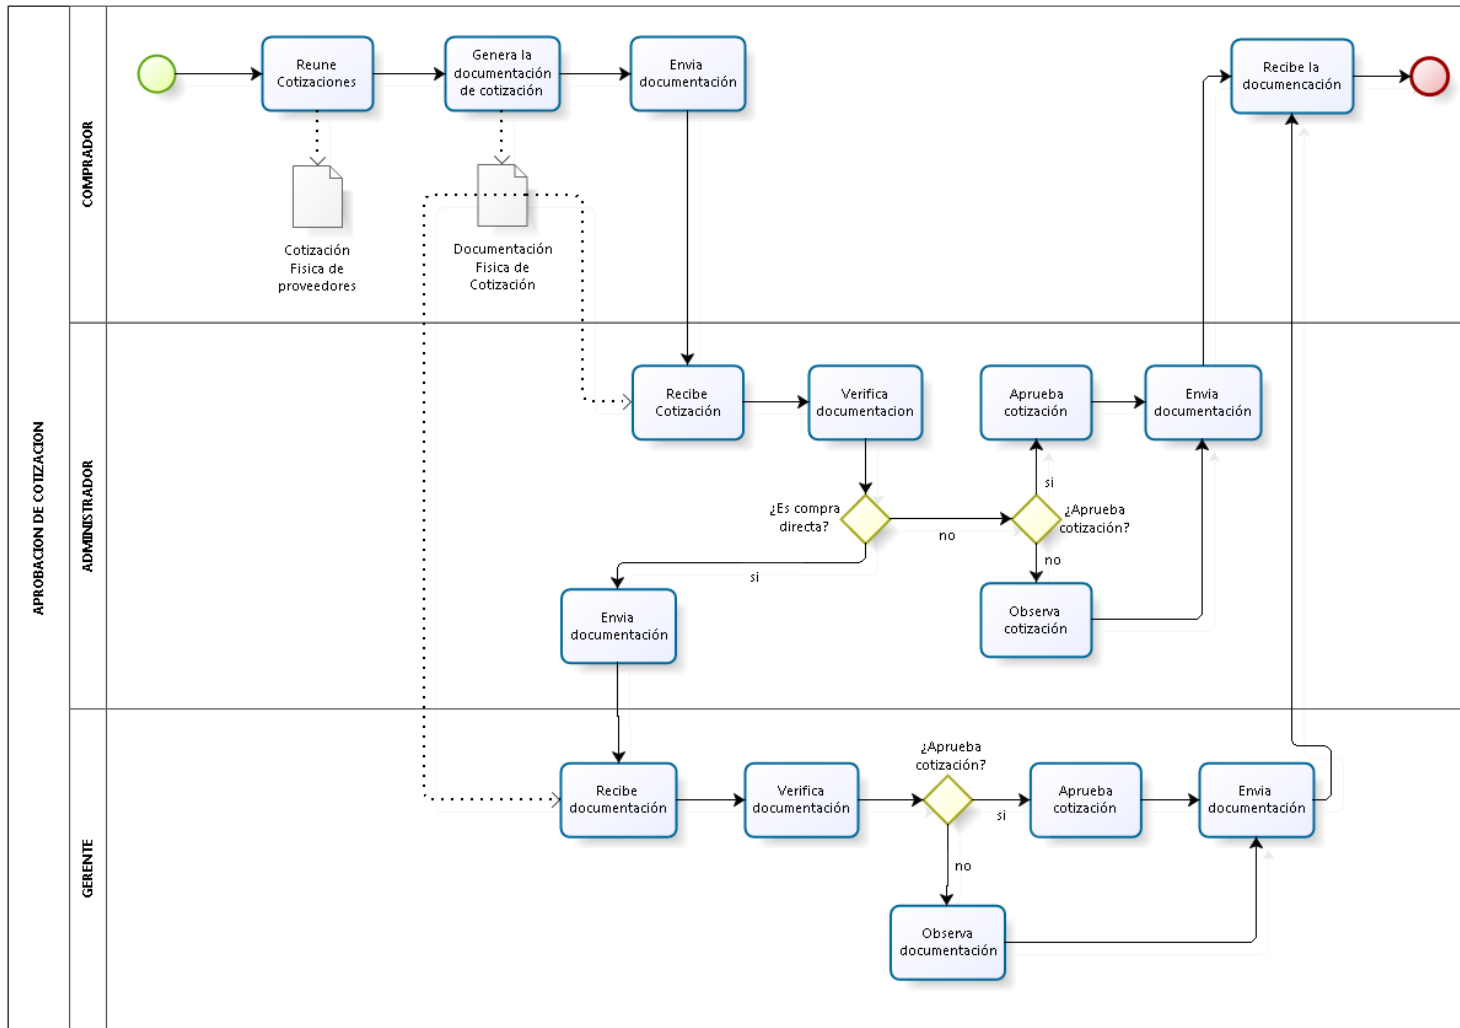 APROBACION DE COTIZACION
COMPRADOR
Reune
Cotizaciones
Genera la
documentación
de cotización
Envia
documentación
Recibe la
documencación
Cotización
Fisica de
proveedores
Documentación
Fisica de
Cotización
ADMINISTRADOR
Recibe
Cotización
Verifica
documentacion
Aprueba
cotización
Envia
documentación
si
¿Es compra
directa?
no
¿Aprueba
cotización?
no
si
Envia
documentación
Observa
cotización
GERENTE
¿Aprueba
cotización?
Recibe
documentación
Verifica
documentación
si
Aprueba
cotización
Envia
documentación
no
Observa
documentación